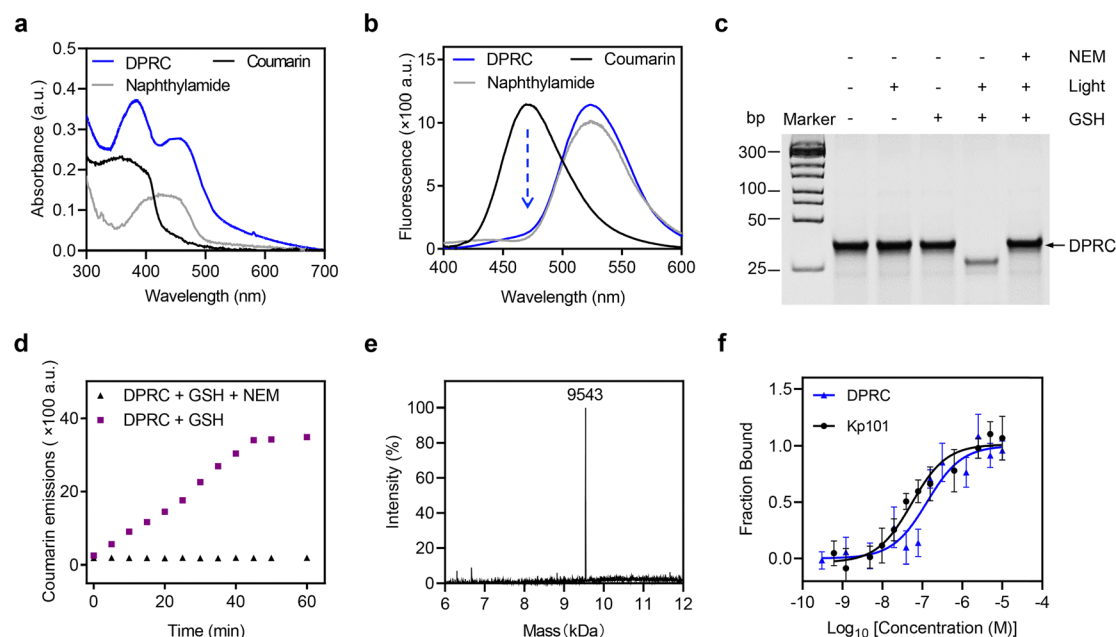 a
0.5
0.4
0.3
0.2
0.1
0.0
300 400 500 600 700
Absorbance (a.u.)
Wavelength (nm)
DPRC Coumarin
Naphthylamide
b
15
10
5
0
400 450 500 550 600
Fluorescence (×100 a.u.)
Wavelength (nm)
DPRC Coumarin
Naphthylamide
c
- - - - + NEM
- + - + + Light
- - + + + GSH
bp Marker
300
100
50
25
DPRC
d
40
20
0
0 20 40 60
Coumarin emissions ( ×100 a.u.)
Time (min)
DPRC + GSH + NEM
DPRC + GSH
e
9543
100
80
60
40
20
0
6 7 8 9 10 11 12
Intensity (%)
Mass(kDa)
f
DPRC
Kp101
1.5
1.0
0.5
0.0
-10 -9 -8 -7 -6 -5 -4
Fraction Bound
Log10 [Concentration (M)]